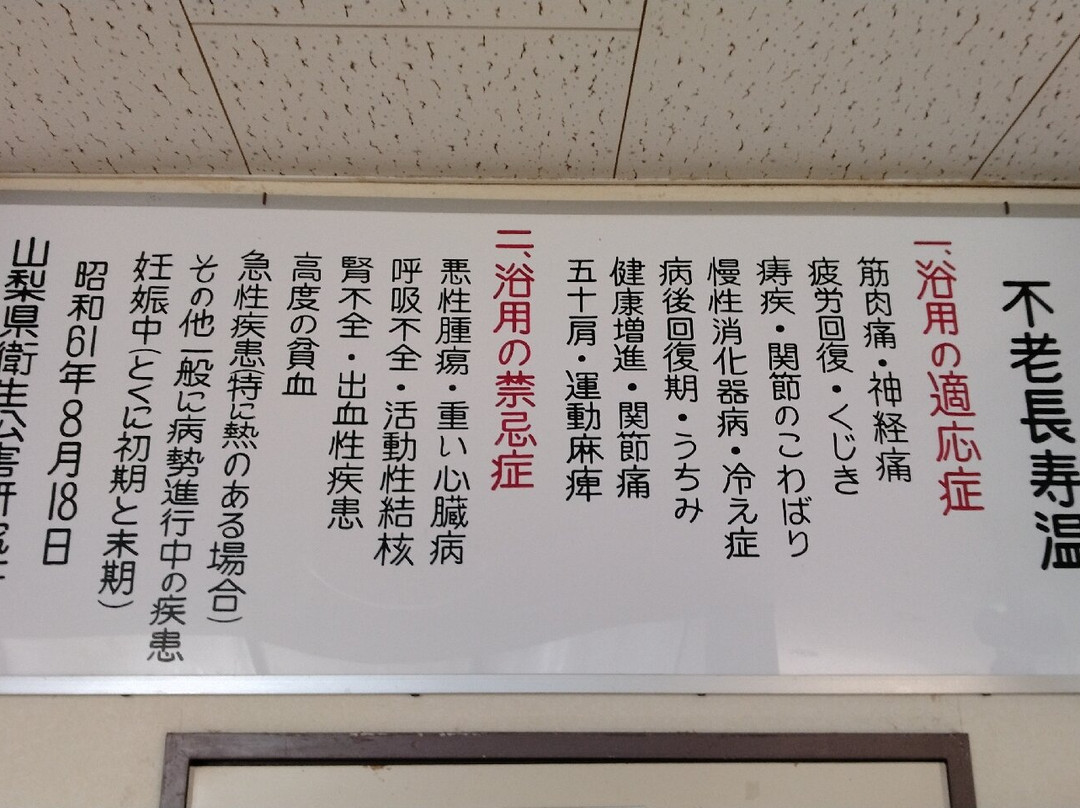 不老長寿温
一、浴用の適応症
筋肉痛・神経痛
疲労回復・くじき
痔疾・関節のこわばり
慢性消化器病・冷え症
病後回復期・うちみ
健康増進・関節痛
五十肩・運動麻痺
二、浴用の禁忌症
悪性腫瘍・重い心臓病
呼吸不全・活動性結核
腎不全・出血性疾患
高度の貧血
急性疾患特に熱のある場合)
その他一般に病勢進行中の疾患
妊娠中(とくに初期と末期)
昭和61年8月18日
山梨県衛生公害研究